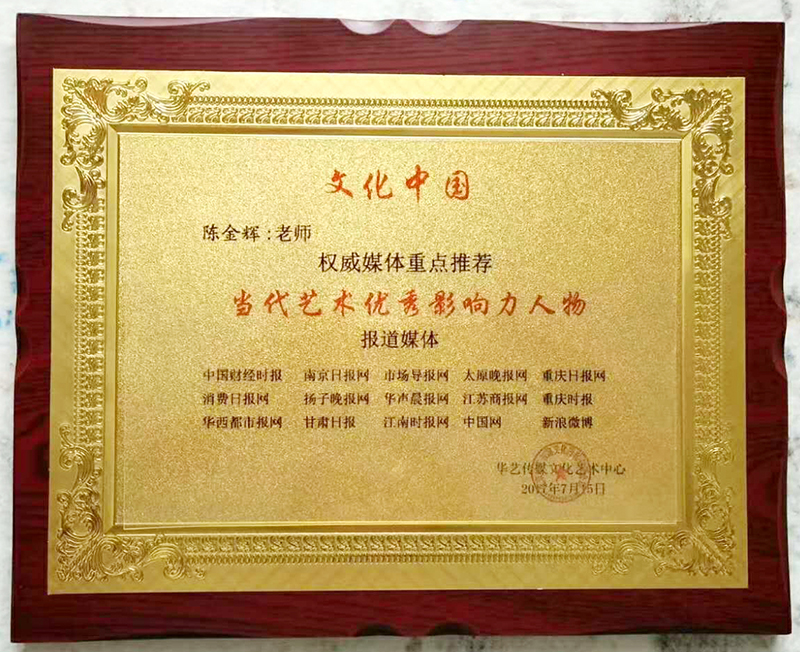 文化中国
陈金辉:老师
权威媒体重点推荐
当代艺术优秀影响力人物
报道媒体
中国财经时报 南京日报网 市场导报网 太原晚报网 重庆日报网
消费日报网 扬子晚报网 华声晨报网 江苏商报网 重庆时报
华西都市报网 甘肃日报 江南时报网 中国网 新浪微博
华艺传媒文化艺术中心
2017年7月15日